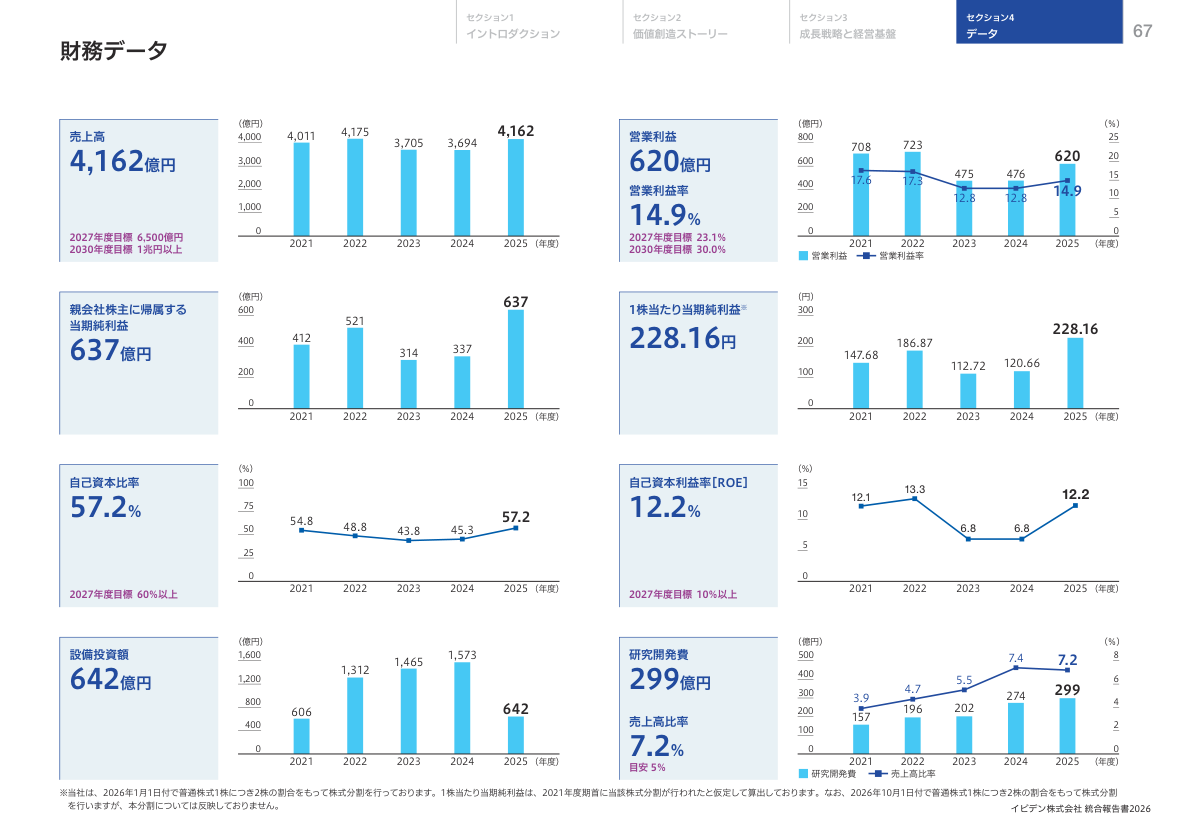 セクション1
イントロダクション
セクション2
価値創造ストーリー
セクション3
成長戦略と経営基盤
セクション4
データ
67
財務データ
売上高
4,162億円
2027年度目標 6,500億円
2030年度目標 1兆円以上
(億円)
4,000
3,000
2,000
1,000
0
4,011
4,175
3,705
3,694
4,162
2021 2022 2023 2024 2025 (年度)
営業利益
620億円
営業利益率
14.9%
2027年度目標 23.1%
2030年度目標 30.0%
(億円)
800
600
400
200
0
(%)
25
20
15
10
5
0
708
723
475
476
620
17.6
17.3
12.8
12.8
14.9
2021 2022 2023 2024 2025 (年度)
営業利益 営業利益率
親会社株主に帰属する
当期純利益
637億円
(億円)
600
400
200
0
412
521
314
337
637
2021 2022 2023 2024 2025 (年度)
1株当たり当期純利益※
228.16円
(円)
300
200
100
0
147.68
186.87
112.72
120.66
228.16
2021 2022 2023 2024 2025 (年度)
自己資本比率
57.2%
2027年度目標 60%以上
(%)
100
75
50
25
0
54.8
48.8
43.8
45.3
57.2
2021 2022 2023 2024 2025 (年度)
自己資本利益率[ROE]
12.2%
2027年度目標 10%以上
(%)
15
10
5
0
12.1
13.3
6.8
6.8
12.2
2021 2022 2023 2024 2025 (年度)
設備投資額
642億円
(億円)
1,600
1,200
800
400
0
606
1,312
1,465
1,573
642
2021 2022 2023 2024 2025 (年度)
研究開発費
299億円
売上高比率
7.2%
目安 5%
(億円)
500
400
300
200
100
0
(%)
8
6
4
2
0
3.9
4.7
5.5
7.4
7.2
157
196
202
274
299
2021 2022 2023 2024 2025 (年度)
研究開発費 売上高比率
※当社は、2026年1月1日付で普通株式1株につき2株の割合をもって株式分割を行っております。1株当たり当期純利益は、2021年度期首に当該株式分割が行われたと仮定して算出しております。なお、2026年10月1日付で普通株式1株につき2株の割合をもって株式分割
を行いますが、本分割については反映しておりません。
イビデン株式会社 統合報告書2026